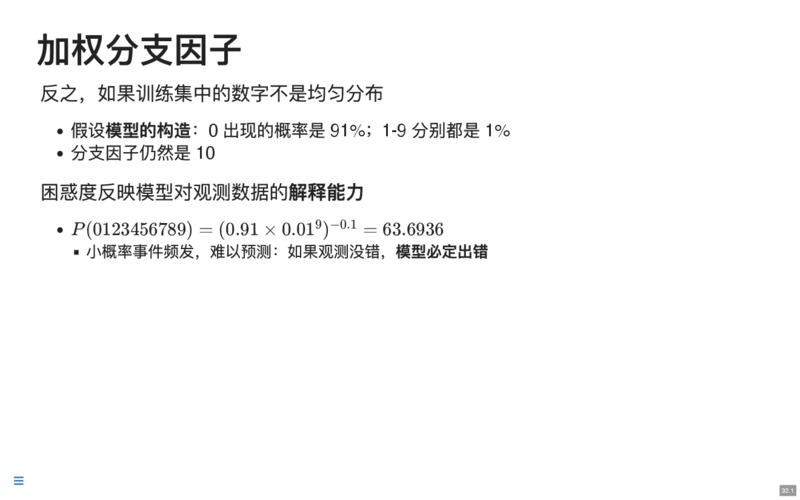 加权分支因子
反之，如果训练集中的数字不是均匀分布
• 假设模型的构造：0 出现的概率是 91%；1-9 分别都是 1%
• 分支因子仍然是 10
困惑度反映模型对观测数据的解释能力
• P(0123456789) = (0.91 × 0.01⁹)⁻⁰·¹ = 63.6936
▪ 小概率事件频发，难以预测：如果观测没错，模型必定出错
32.1